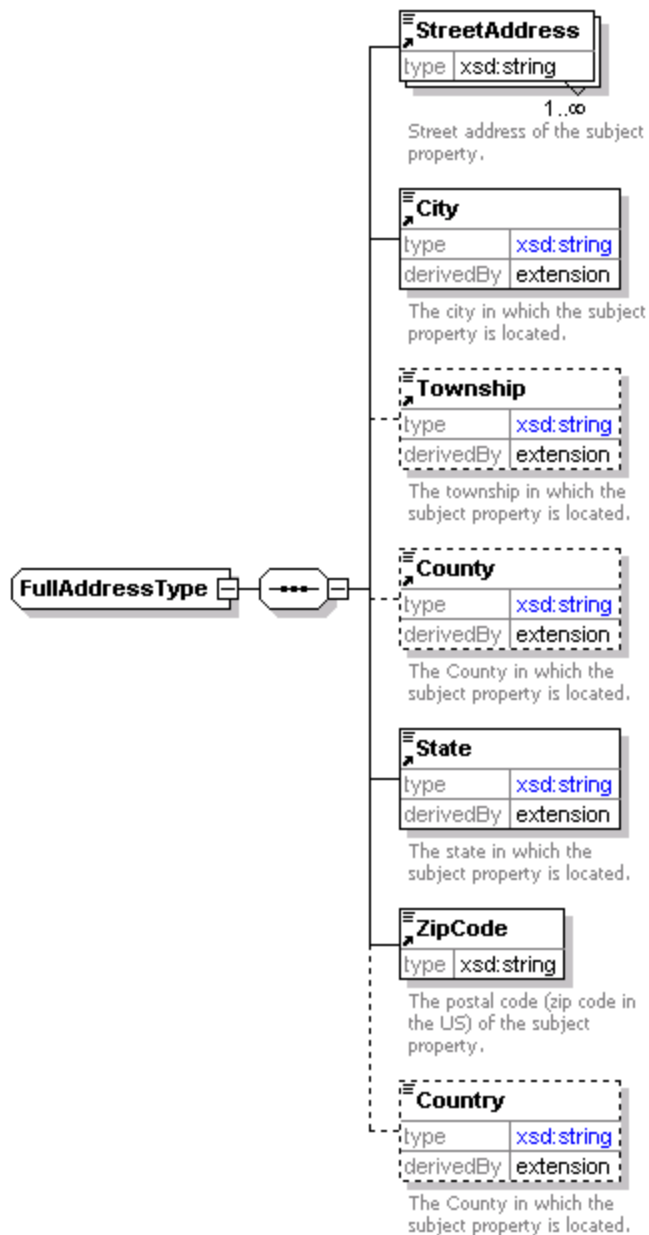 StreetAddress
type xsd:string
1..∞
Street address of the subject
property.
City
type xsd:string
derivedBy extension
The city in which the subject
property is located.
Township
type xsd:string
derivedBy extension
The township in which the
subject property is located.
FullAddressType
County
type xsd:string
derivedBy extension
The County in which the
subject property is located.
State
type xsd:string
derivedBy extension
The state in which the
subject property is located.
ZipCode
type xsd:string
The postal code (zip code in
the US) of the subject
property.
Country
type xsd:string
derivedBy extension
The County in which the
subject property is located.